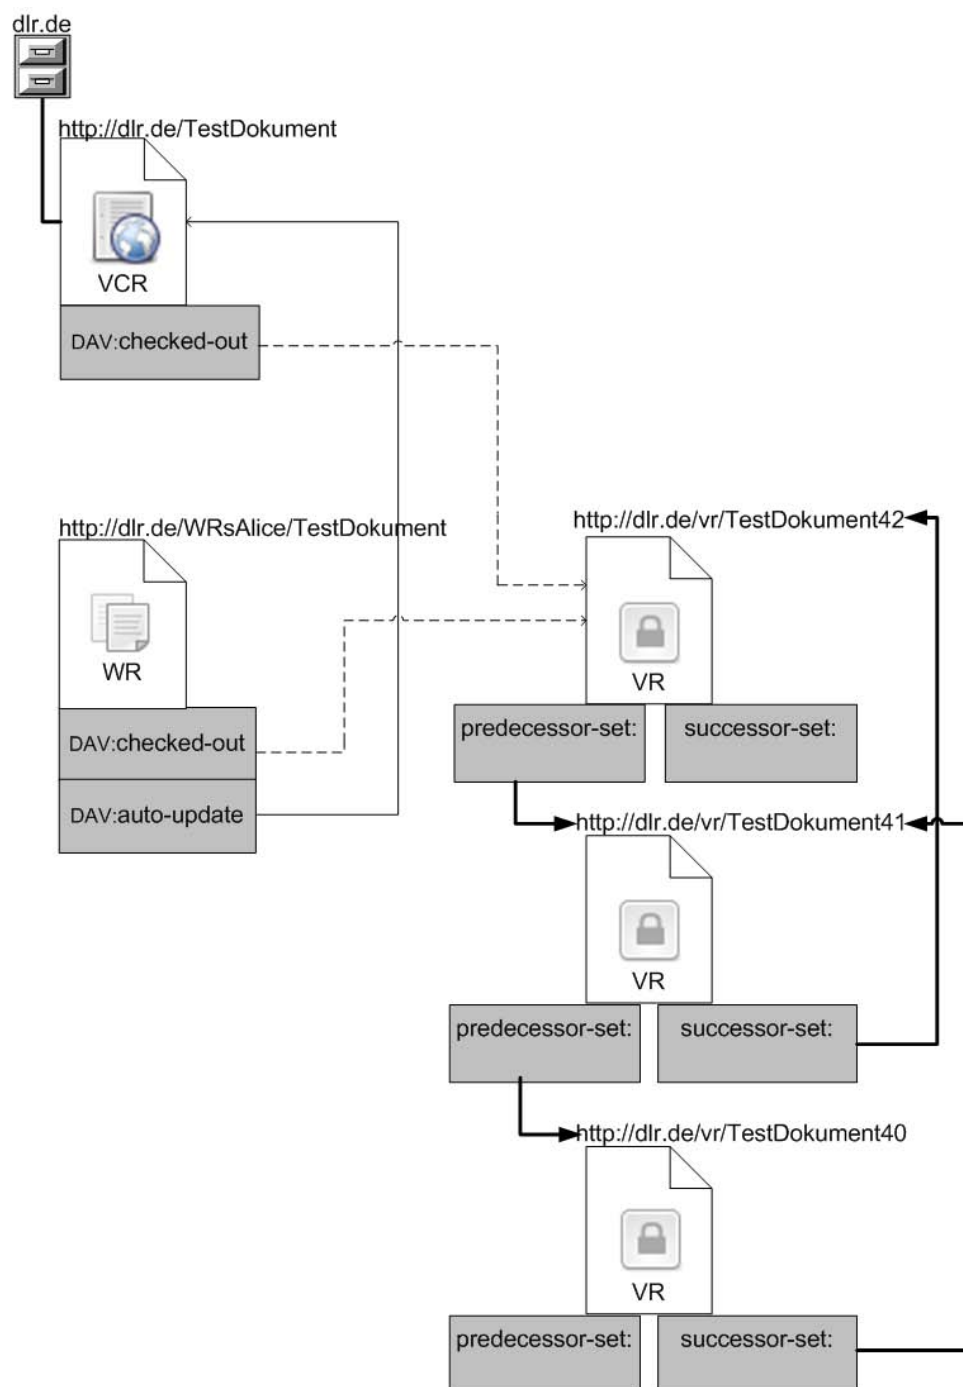 dlr.de
http://dlr.de/TestDokument
VCR
DAV:checked-out
http://dlr.de/WRsAlice/TestDokument
WR
DAV:checked-out
DAV:auto-update
http://dlr.de/vr/TestDokument42
VR
predecessor-set:
successor-set:
http://dlr.de/vr/TestDokument41
VR
predecessor-set:
successor-set:
http://dlr.de/vr/TestDokument40
VR
predecessor-set:
successor-set: